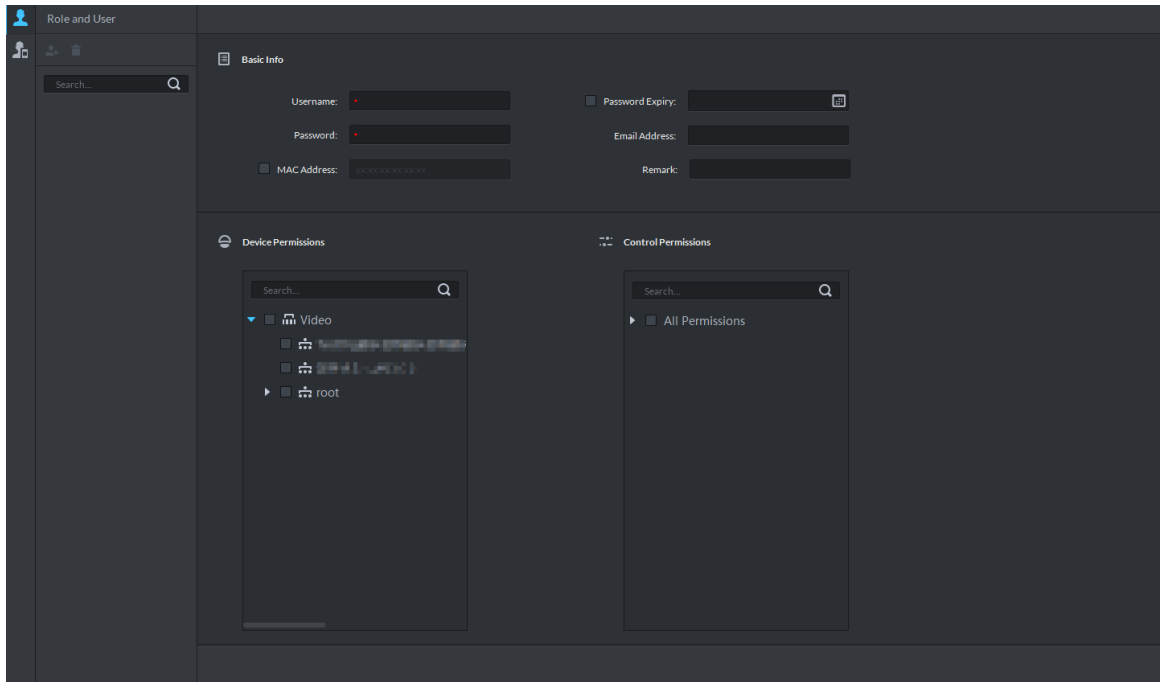 Role and User
Search...
Basic Info
Username:
Password Expiry:
Password:
Email Address:
MAC Address:
Remark:
Device Permissions
Control Permissions
Search...
Search...
Video
All Permissions
root